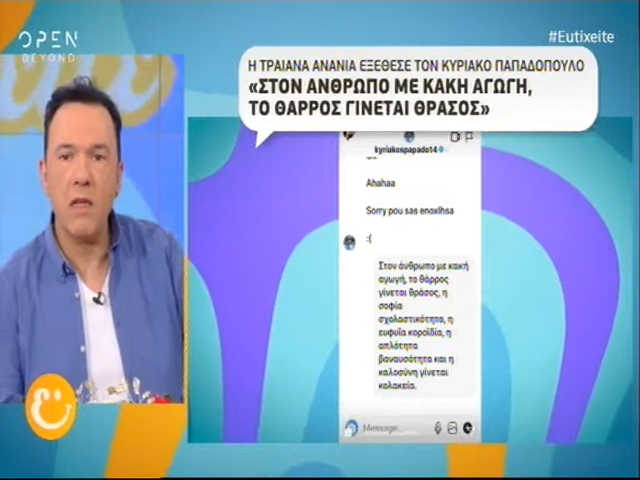 OPEN
BEYOND
#Eutixeite
Η ΤΡΑΙΑΝΑ ΑΝΑΝΙΑ ΕΞΕΘΕΣΕ ΤΟΝ ΚΥΡΙΑΚΟ ΠΑΠΑΔΟΠΟΥΛΟ
«ΣΤΟΝ ΑΝΘΡΩΠΟ ΜΕ ΚΑΚΗ ΑΓΩΓΗ,
ΤΟ ΘΑΡΡΟΣ ΓΙΝΕΤΑΙ ΘΡΑΣΟΣ»
kyriakospapado14
Ahahaa
Sorry pou sas enoxlhsa
:(
Στον άνθρωπο με κακή
αγωγή, το θάρρος
γίνεται θράσος, η
σοφία
σχολαστικότητα, η
ευφυΐα κοροϊδία, η
απλότητα
βαναυσότητα και η
καλοσύνη γίνεται
κολακεία.
Message...